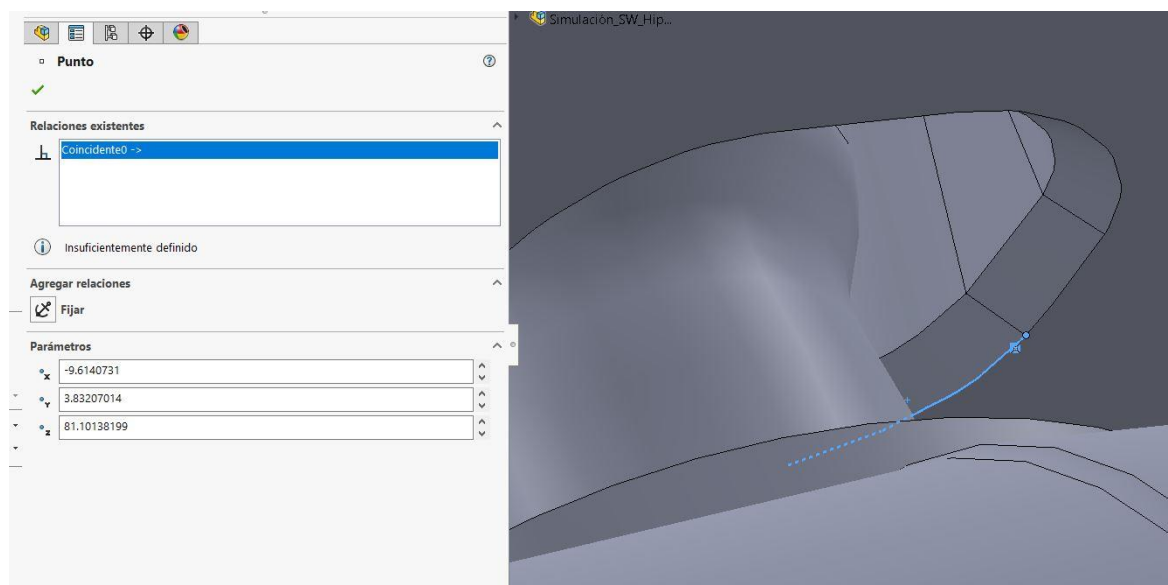 Simulación_SW_Hip...
Punto
Relaciones existentes
Coincidente0 ->
Insuficientemente definido
Agregar relaciones
Fijar
Parámetros
x -9.6140731
Y 3.83207014
z 81.10138199